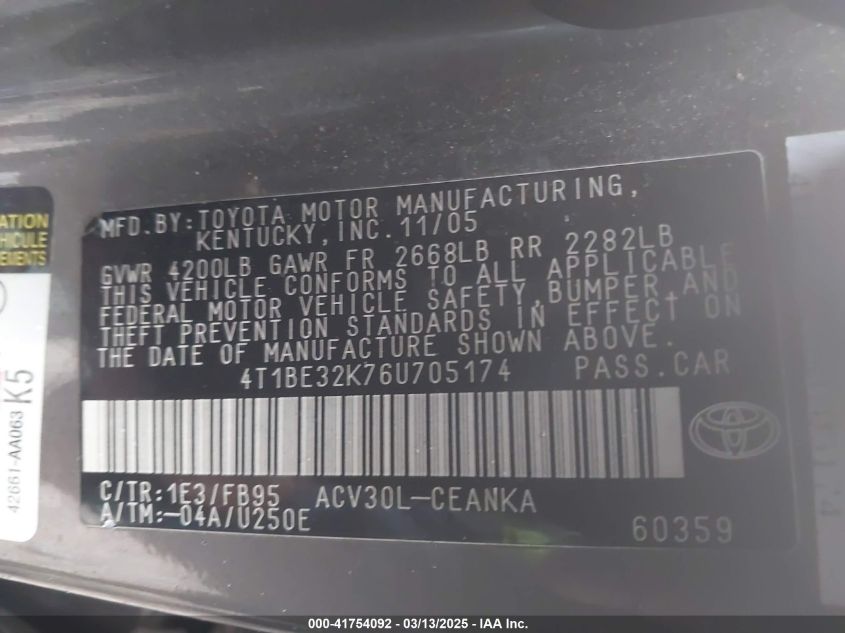 MFD.BY:TOYOTA MOTOR MANUFACTURING,
KENTUCKY,INC.11/05
GVWR 4200LB GAWR FR 2668LB RR 2282LB
THIS VEHICLE CONFORMS TO ALL APPLICABLE
FEDERAL MOTOR VEHICLE SAFETY,BUMPER,AND
THEFT PREVENTION STANDARDS IN EFFECT ON
THE DATE OF MANUFACTURE SHOWN ABOVE.
4T1BE32K76U705174 PASS.CAR
C/TR:1E3/FB95 ACV30L-CEANKA
A/TM:-04A/U250E
60359
ATION
EHICULE
EMENTS
42661-AA063 K5
000-41754092 - 03/13/2025 - IAA Inc.